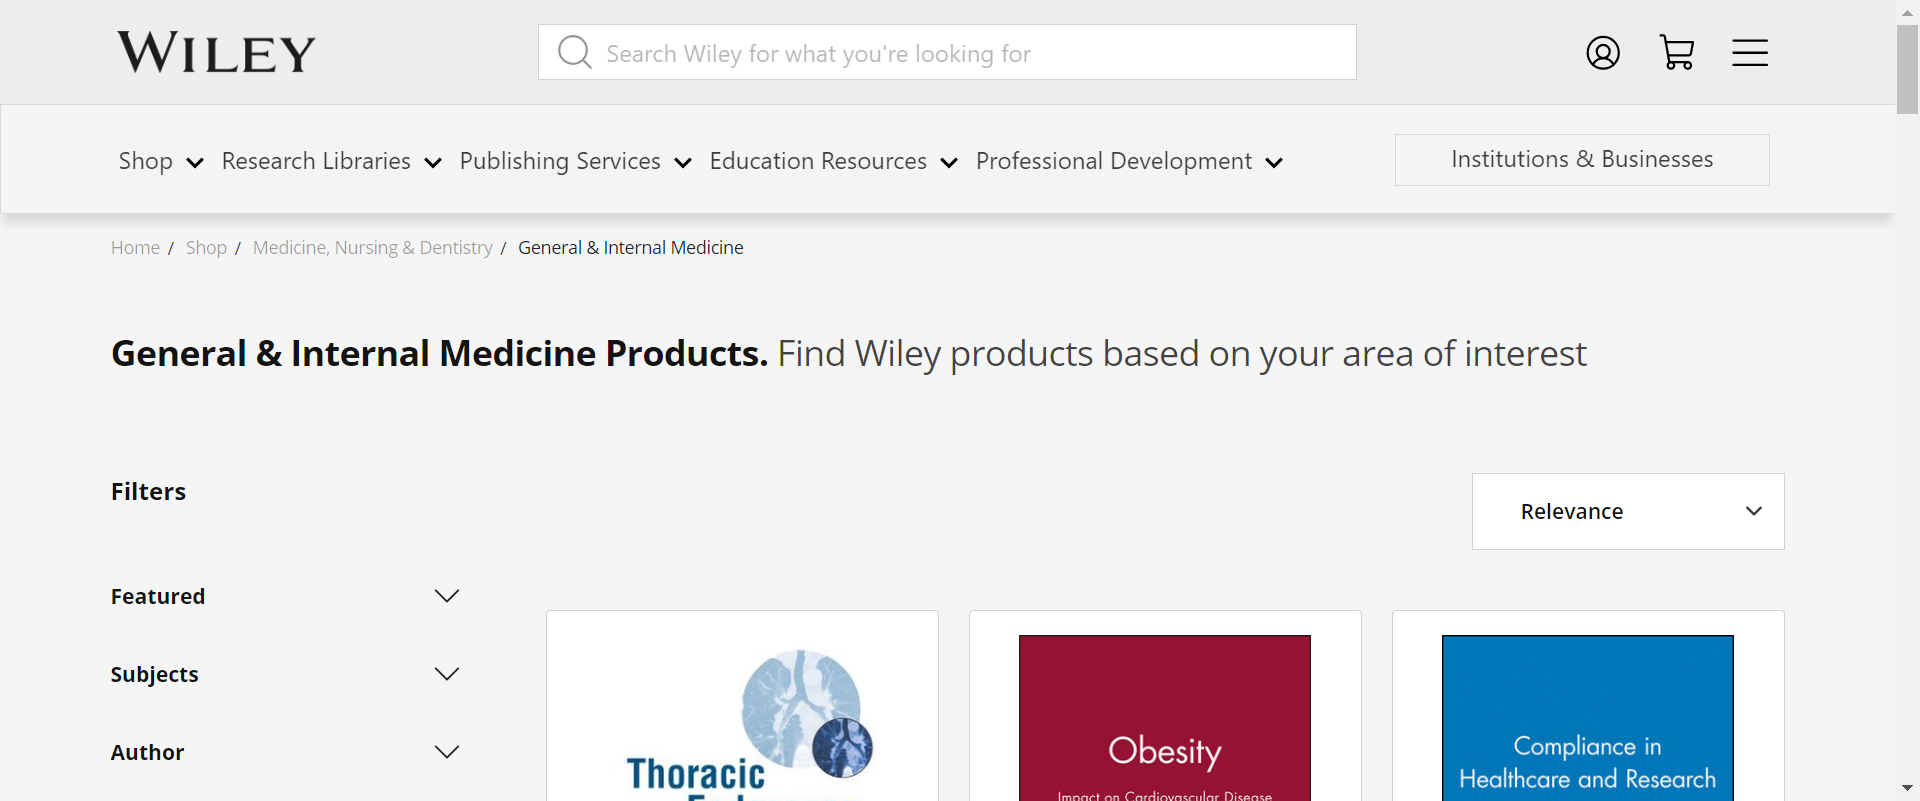 WILEY
Search Wiley for what you're looking for
Shop Research Libraries Publishing Services Education Resources Professional Development Institutions & Businesses
Home / Shop / Medicine, Nursing & Dentistry / General & Internal Medicine
General & Internal Medicine Products. Find Wiley products based on your area of interest
Filters
Relevance
Featured
Subjects
Author
Thoracic
Obesity
Impact on Cardiovascular Disease
Compliance in
Healthcare and Research